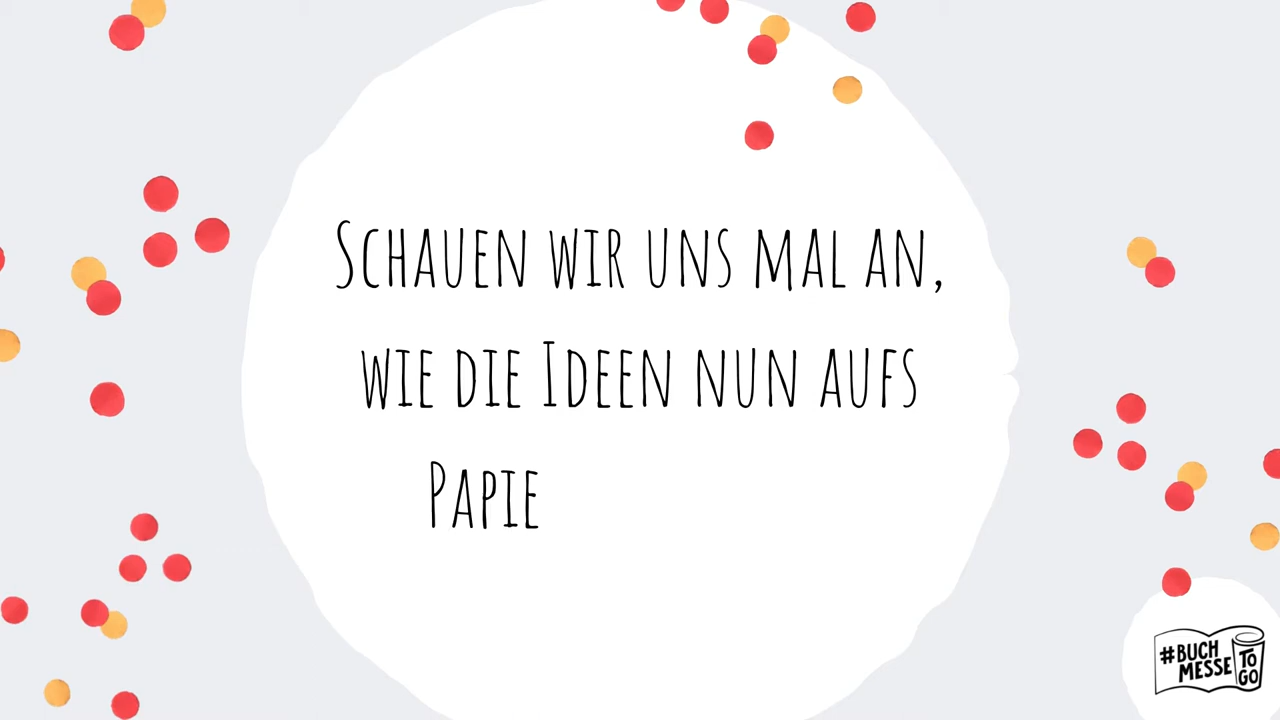 Schauen wir uns mal an,
wie die Ideen nun aufs
Papie
#BUCH
MESSE
TO
GO